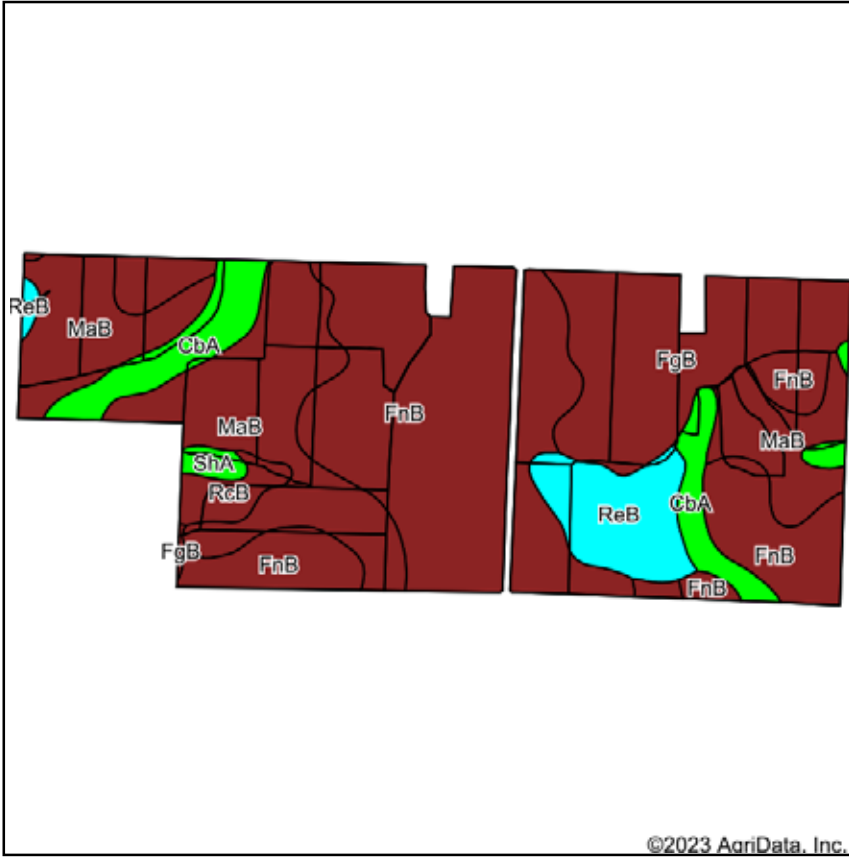 ReB
MaB
CbA
FgB
FnB
FnB
MaB
MaB
ShA
RcB
ReB
CbA
FgB
FnB
FnB
FnB
©2023 AgriData, Inc.